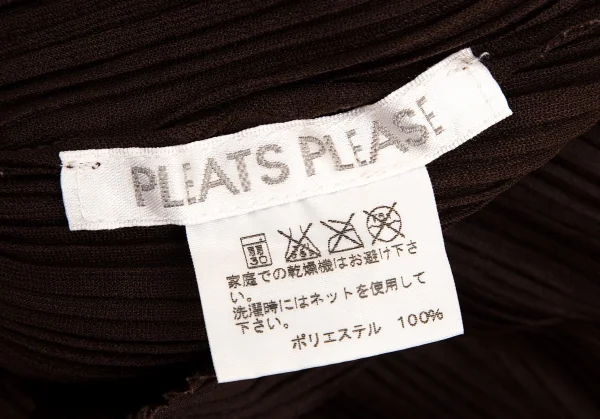 PLEATS PLEASE
家庭での乾燥機はお避け下さ
い。
洗濯時にはネットを使用して
下さい。
ポリエステル 100%